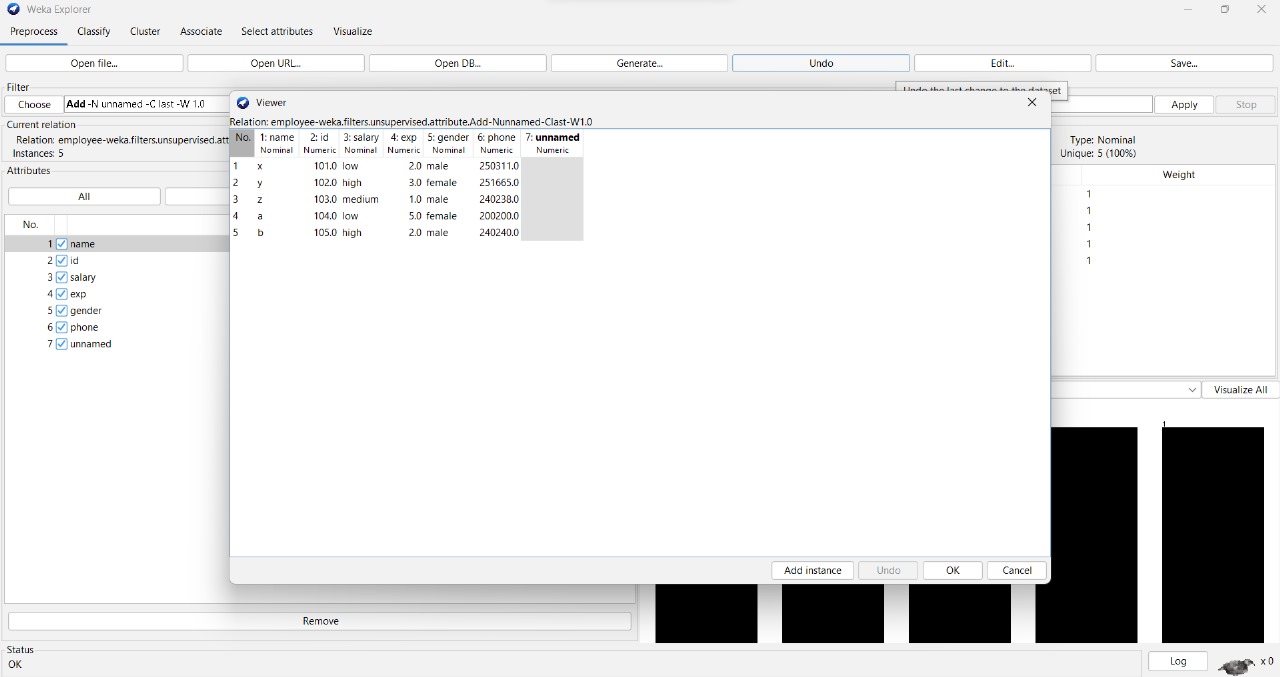 Weka Explorer
Preprocess Classify Cluster Associate Select attributes Visualize
Open file... Open URL... Open DB... Generate... Undo Edit... Save...
Filter
Undo the last change to the dataset
Choose Add -N unnamed -C last -W 1.0 Apply Stop
Current relation
Relation: employee-weka.filters.unsupervised.att
Instances: 5
Type: Nominal
Unique: 5 (100%)
Attributes
All
Weight
No.
1 name
2 id
3 salary
4 exp
5 gender
6 phone
7 unnamed
1
1
1
1
1
Viewer
Relation: employee-weka.filters.unsupervised.attribute.Add-Nunnamed-Clast-W1.0
No. 1: name 2: id 3: salary 4: exp 5: gender 6: phone 7: unnamed
Nominal Numeric Nominal Numeric Nominal Numeric Numeric
1 x 101.0 low 2.0 male 250311.0
2 y 102.0 high 3.0 female 251665.0
3 z 103.0 medium 1.0 male 240238.0
4 a 104.0 low 5.0 female 200200.0
5 b 105.0 high 2.0 male 240240.0
Add instance Undo OK Cancel
Visualize All
1
Remove
Status
OK
Log x 0